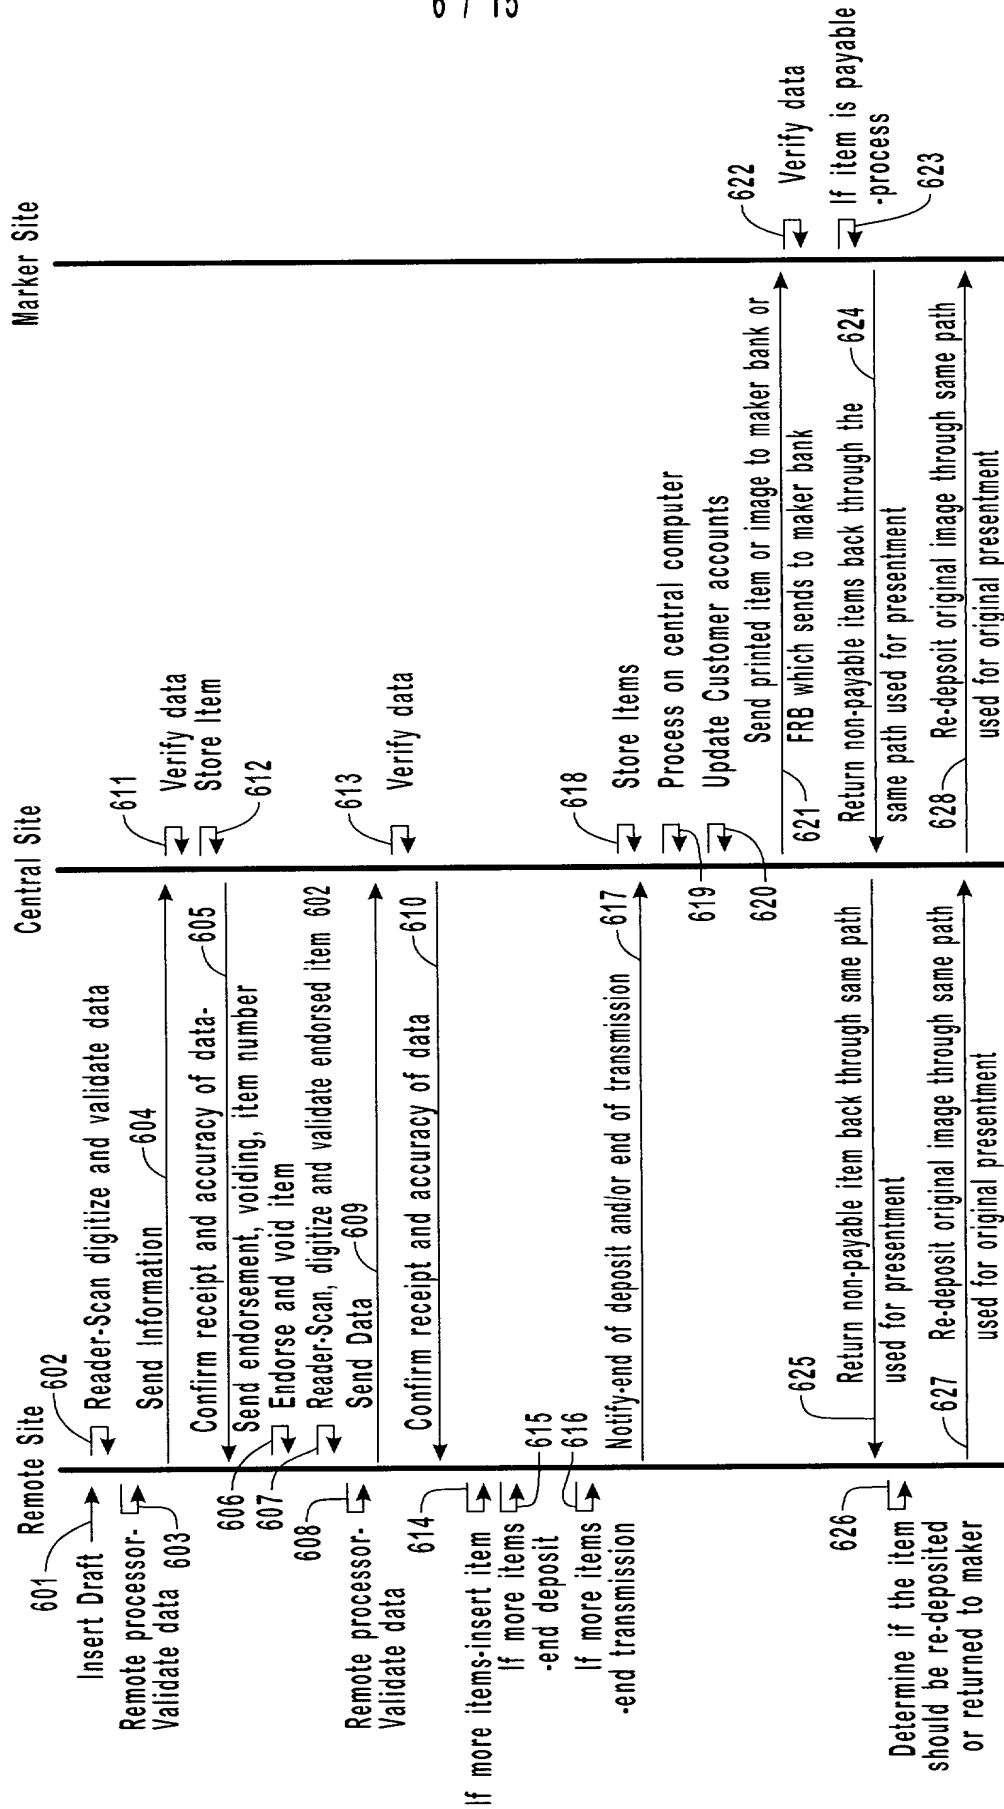 6 / 15
Remote Site
Central Site
Marker Site
601
Insert Draft
602
Reader-Scan digitize and validate data
Remote processor-
Validate data 603
Send Information
604
611
Verify data
Store Item
612
Confirm receipt and accuracy of data-
605
Send endorsement, voiding, item number
606
Endorse and void item
607
Reader-Scan, digitize and validate endorsed item 602
608
Remote processor-
Validate data
Send Data
609
613
Verify data
Confirm receipt and accuracy of data
610
614
If more items-insert item
If more items
-end deposit
615
616
If more items
-end transmission
Notify-end of deposit and/or end of transmission
617
618
Store Items
Process on central computer
619
Update Customer accounts
620
Send printed item or image to maker bank or
FRB which sends to maker bank
621
622
Verify data
If item is payable
-process
623
Return non-payable items back through the
same path used for presentment
624
625
Return non-payable item back through same path
used for presentment
626
Determine if the item
should be re-deposited
or returned to maker
627
Re-deposit original image through same path
used for original presentment
628
Re-depsoit original image through same path
used for original presentment